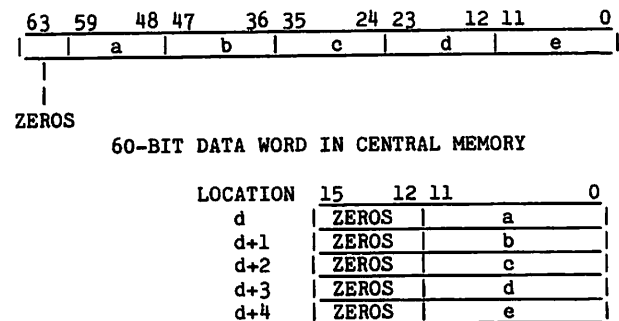 63 59 48 47 36 35 24 23 12 11 0
a b c d e
ZEROS
60-BIT DATA WORD IN CENTRAL MEMORY
LOCATION 15 12 11 0
d ZEROS a
d+1 ZEROS b
d+2 ZEROS c
d+3 ZEROS d
d+4 ZEROS e